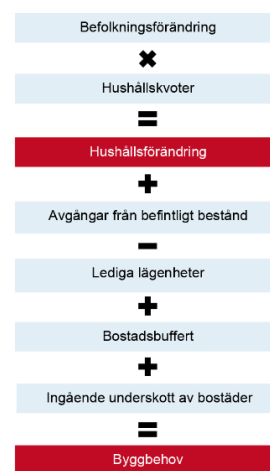 Befolkningsförändring
×
Hushållskvoter
=
Hushållsförändring
+
Avgångar från befintligt bestånd
−
Lediga lägenheter
+
Bostadsbuffert
+
Ingående underskott av bostäder
=
Byggbehov